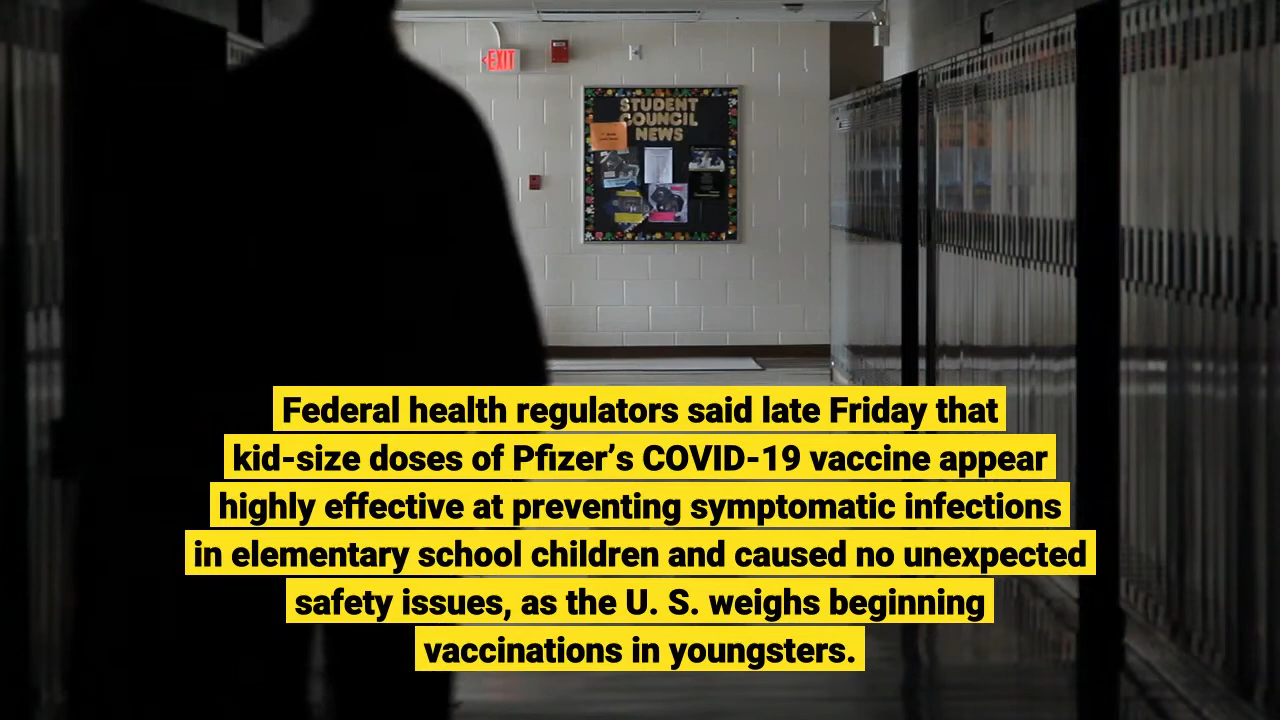 EXIT
STUDENT
COUNCIL
NEWS
Federal health regulators said late Friday that
kid-size doses of Pfizer’s COVID-19 vaccine appear
highly effective at preventing symptomatic infections
in elementary school children and caused no unexpected
safety issues, as the U. S. weighs beginning
vaccinations in youngsters.